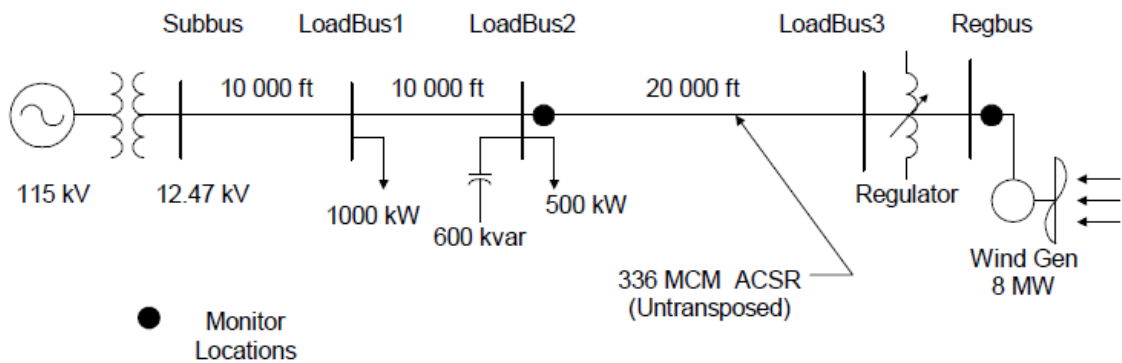 Subbus
LoadBus1
LoadBus2
LoadBus3
Regbus
10 000 ft
10 000 ft
20 000 ft
115 kV
12.47 kV
1000 kW
600 kvar
500 kW
Regulator
336 MCM ACSR
(Untransposed)
Wind Gen
8 MW
Monitor
Locations